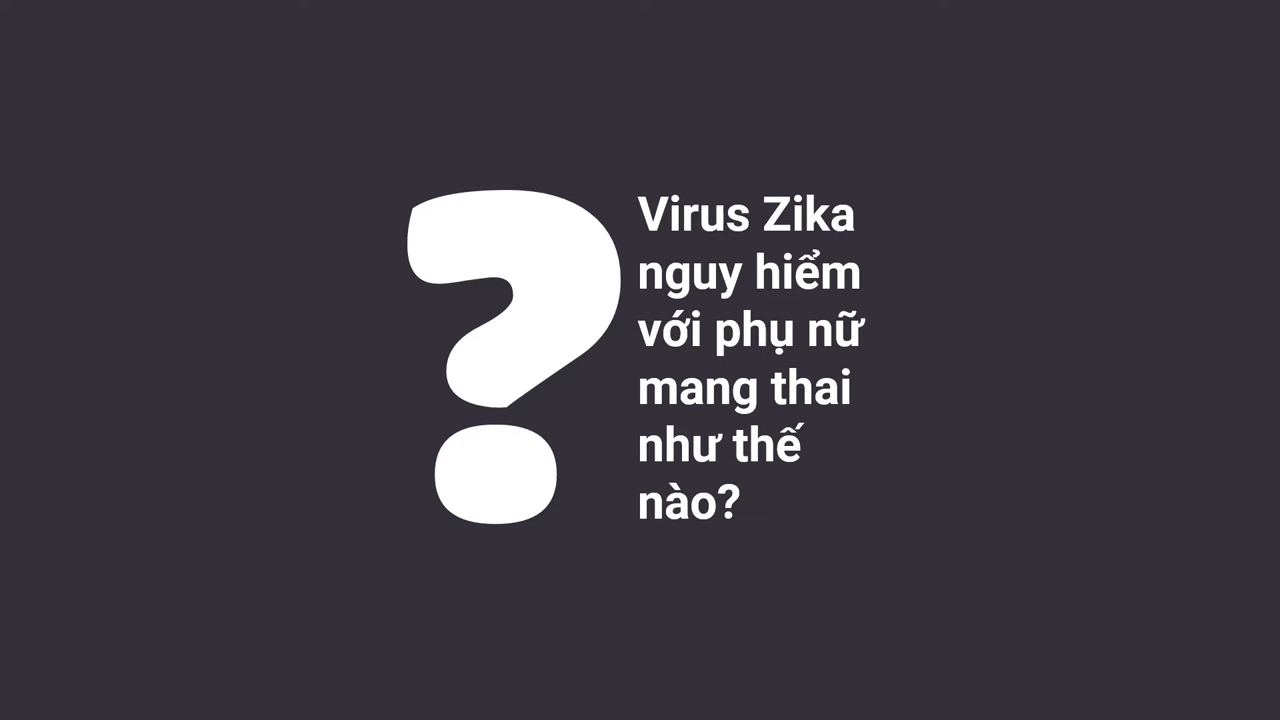 Virus Zika
nguy hiểm
với phụ nữ
mang thai
như thế
nào?